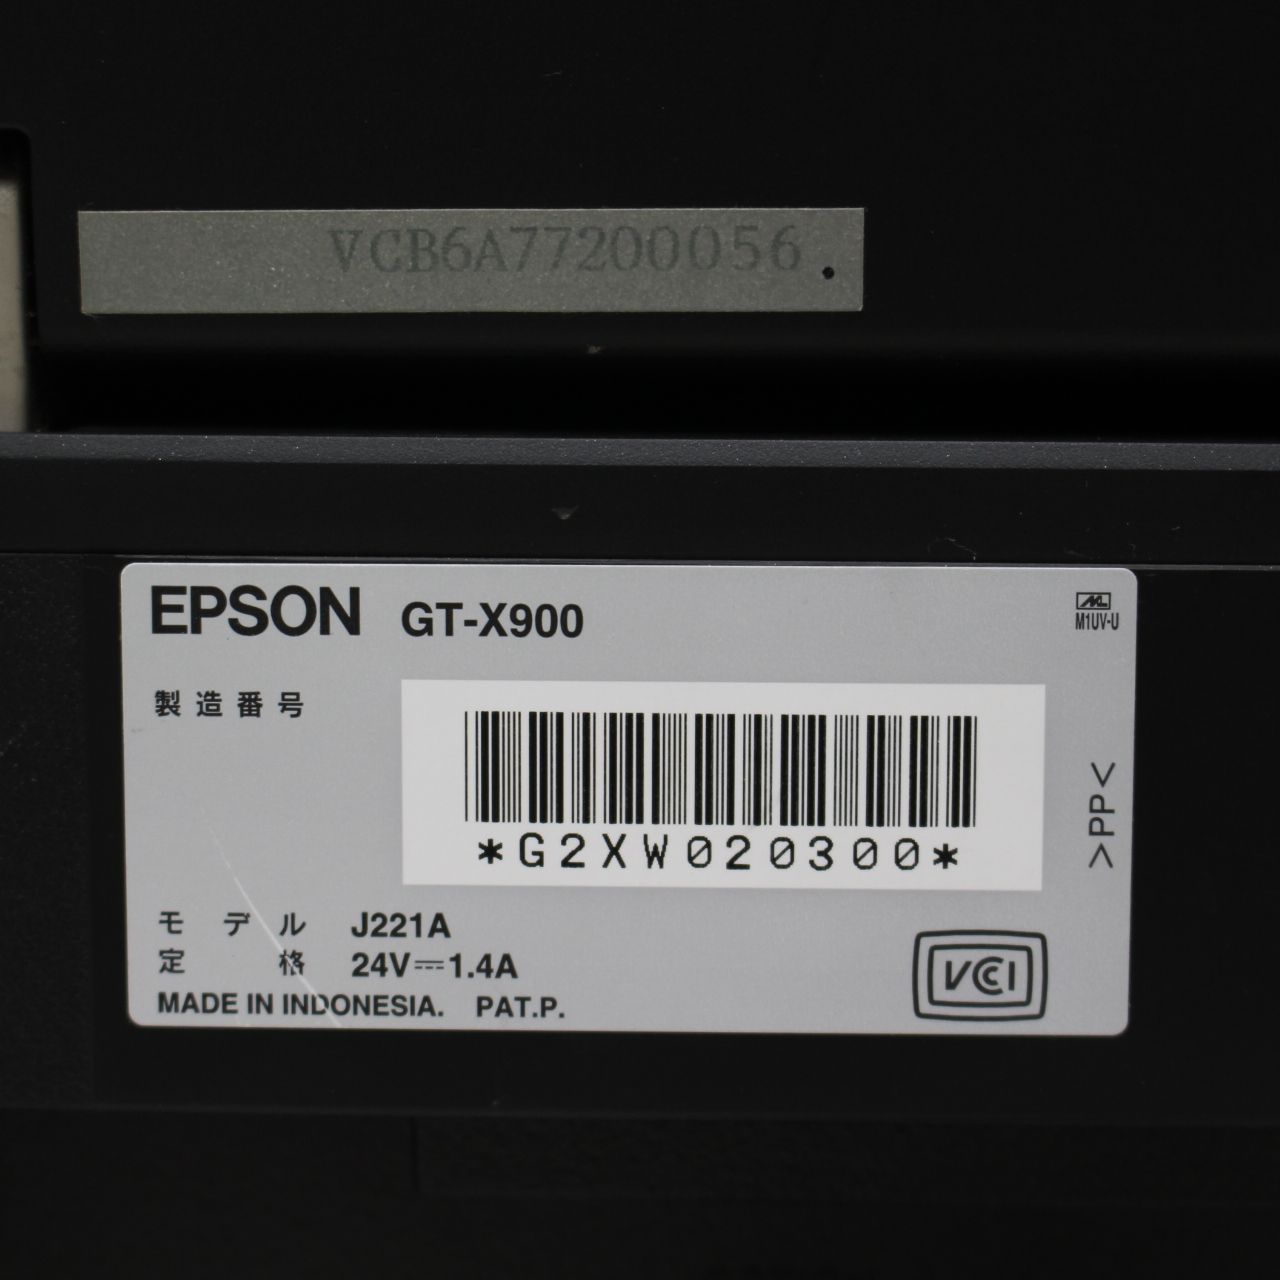 VCB6A77200056.
EPSON GT-X900
M1UV-U
製造番号
*G2XW020300*
>PP<
モデル J221A
定格 24V⎓1.4A
MADE IN INDONESIA. PAT.P.
VCCI